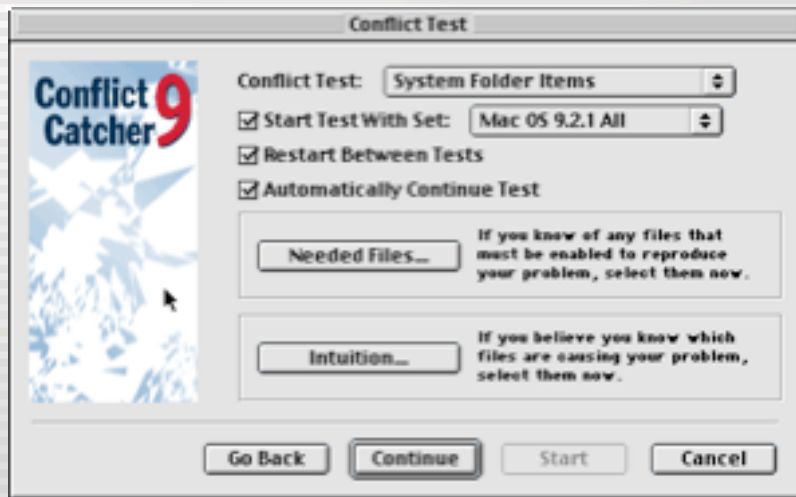 Conflict Test
Conflict 9
Catcher
Conflict Test: System Folder Items
Start Test With Set: Mac OS 9.2.1 All
Restart Between Tests
Automatically Continue Test
Needed Files...
If you know of any files that
must be enabled to reproduce
your problem, select them now.
Intuition...
If you believe you know which
files are causing your problem,
select them now.
Go Back Continue Start Cancel